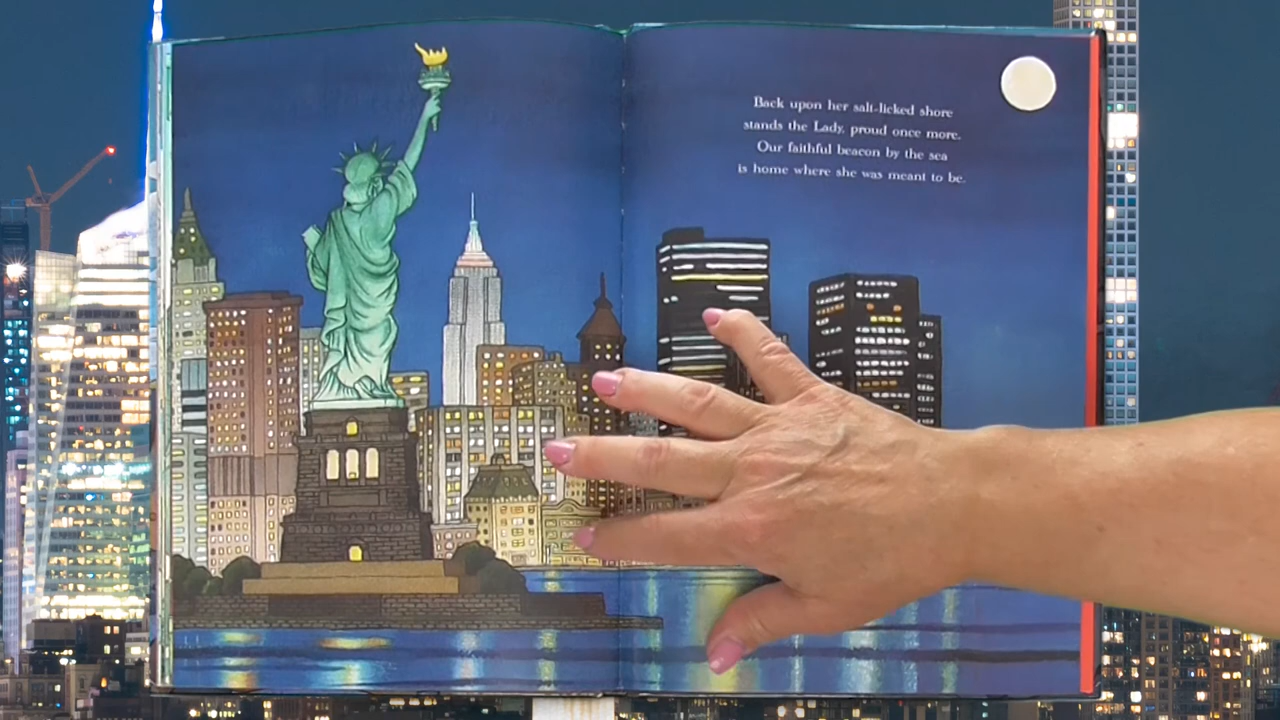 Back upon her salt-licked shore
stands the Lady, proud once more.
Our faithful beacon by the sea
is home where she was meant to be.